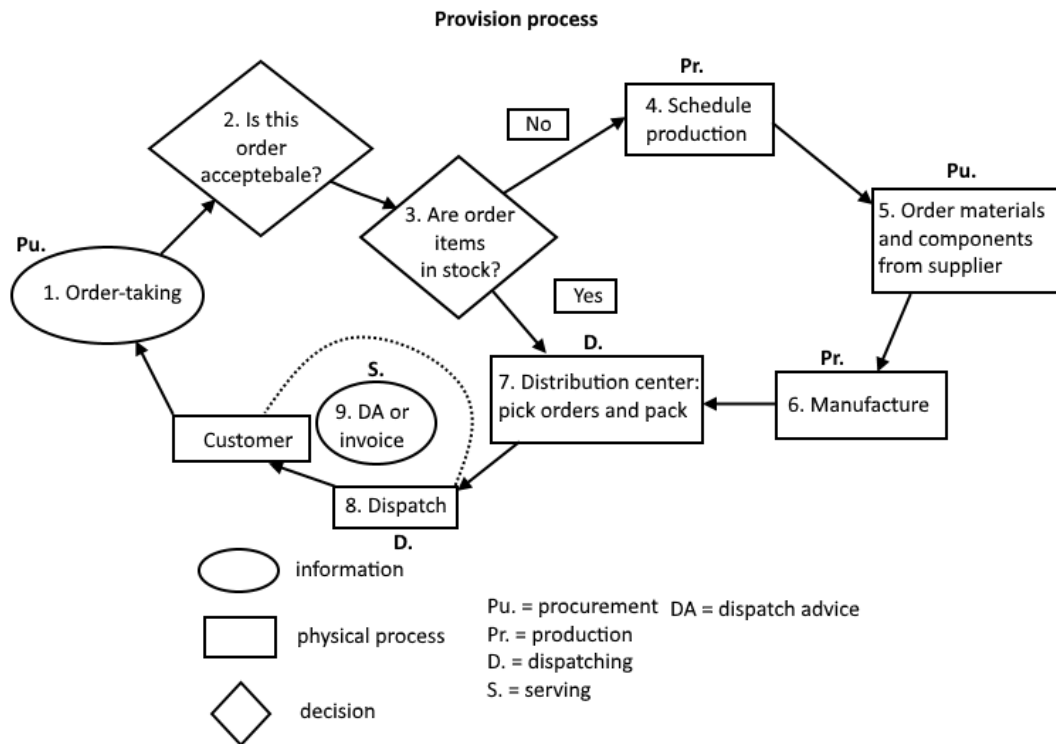 Provision process
Pr.
2. Is this
order
acceptebale?
No
4. Schedule
production
Pu.
3. Are order
items
in stock?
5. Order materials
and components
from supplier
Pu.
1. Order-taking
Yes
D.
Pr.
S.
7. Distribution center:
pick orders and pack
6. Manufacture
9. DA or
invoice
Customer
8. Dispatch
D.
information
physical process
decision
Pu. = procurement DA = dispatch advice
Pr. = production
D. = dispatching
S. = serving